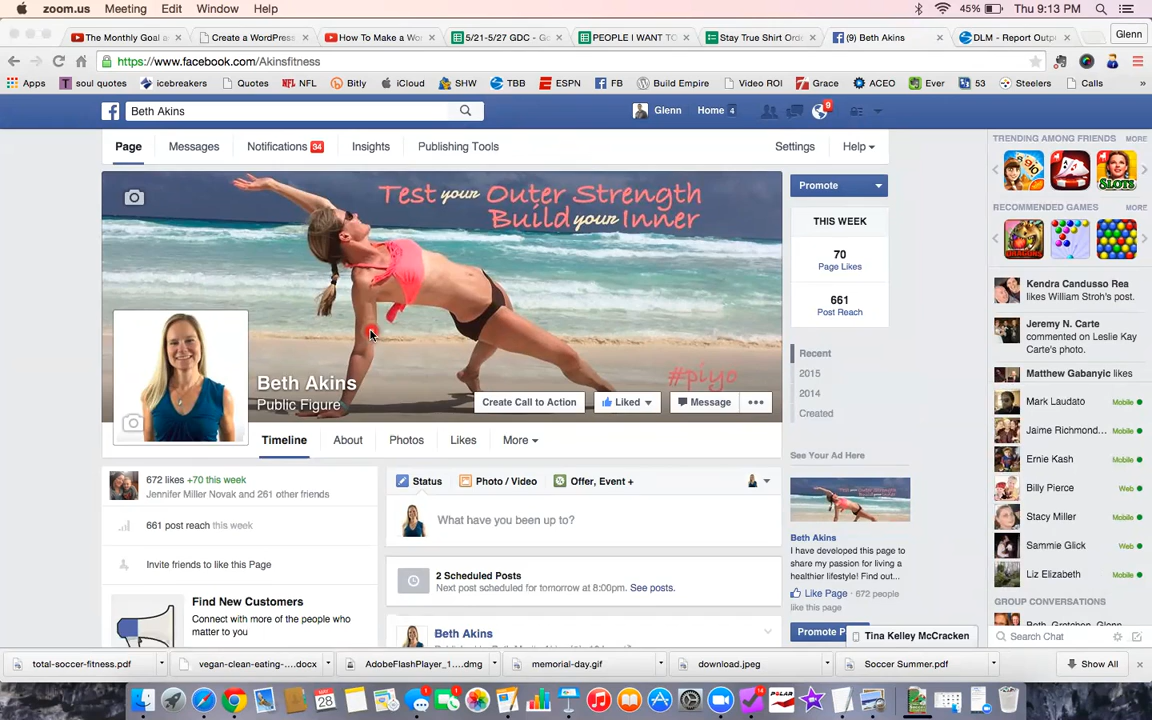 zoom.us Meeting Edit Window Help 45% Thu 9:13 PM
The Monthly Goal a Create a WordPress How To Make a Wo 5/21-5/27 GDC - Go PEOPLE I WANT TO Stay True Shirt Orde (9) Beth Akins DLM - Report Outpu Glenn
https://www.facebook.com/Akinsfitness
Apps soul quotes icebreakers Quotes NFL Bitly iCloud SHW TBB ESPN FB Build Empire Video ROI Grace ACEO Ever 53 Steelers Calls »
Beth Akins Glenn Home 4 9
Page Messages Notifications 34 Insights Publishing Tools Settings Help
Test your Outer Strength
Build your Inner
#piyo
Beth Akins
Public Figure
Create Call to Action Liked Message •••
Timeline About Photos Likes More
672 likes +70 this week
Jennifer Miller Novak and 261 other friends
661 post reach this week
Invite friends to like this Page
Find New Customers
Connect with more of the people who
matter to you
Status Photo / Video Offer, Event +
What have you been up to?
2 Scheduled Posts
Next post scheduled for tomorrow at 8:00pm. See posts.
Beth Akins
Promote
THIS WEEK
70
Page Likes
661
Post Reach
Recent
2015
2014
Created
See Your Ad Here
Beth Akins
I have developed this page to
share my passion for living a
healthier lifestyle! Find out...
Like Page · 672 people
like this page
Promote P
Tina Kelley McCracken
TRENDING AMONG FRIENDS MORE
SLOTS
RECOMMENDED GAMES MORE
Kendra Candusso Rea
likes William Stroh's post.
Jeremy N. Carte
commented on Leslie Kay
Carte's photo.
Matthew Gabanyic likes
Mark Laudato Mobile
Jaime Richmond... Mobile
Ernie Kash Mobile
Billy Pierce Web
Stacy Miller Mobile
Sammie Glick Web
Liz Elizabeth Mobile
GROUP CONVERSATIONS
Search Chat
total-soccer-fitness.pdf vegan-clean-eating-....docx AdobeFlashPlayer_1....dmg memorial-day.gif download.jpeg Soccer Summer.pdf Show All
28
POLAR